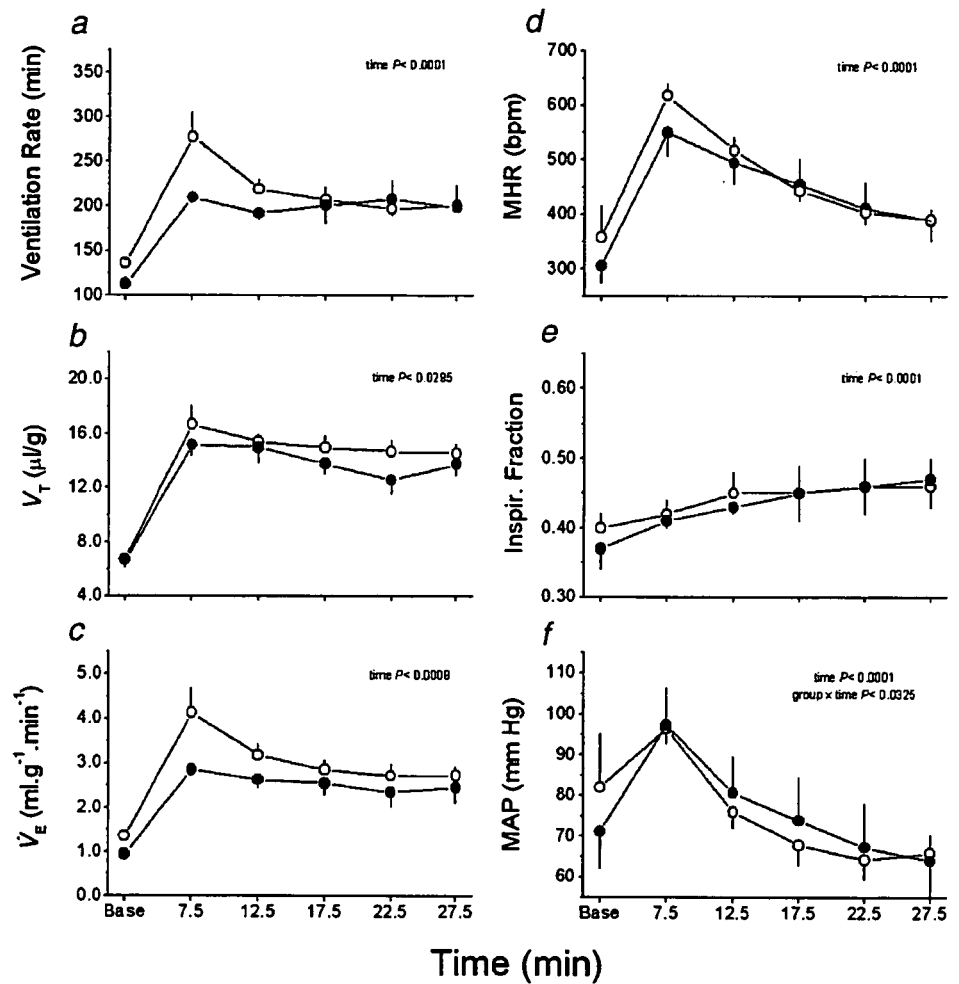 a
Ventilation Rate (min)
350
300
250
200
150
100
time P< 0.0001
b
V_T (µl/g)
20.0
16.0
12.0
8.0
4.0
time P< 0.0285
c
V̇_E (ml.g⁻¹.min⁻¹)
5.0
4.0
3.0
2.0
1.0
0.0
time P< 0.0008
Base 7.5 12.5 17.5 22.5 27.5
d
MHR (bpm)
700
600
500
400
300
time P< 0.0001
e
Inspir. Fraction
0.60
0.50
0.40
0.30
time P< 0.0001
f
MAP (mm Hg)
110
100
90
80
70
60
time P< 0.0001
group x time P< 0.0325
Base 7.5 12.5 17.5 22.5 27.5
Time (min)